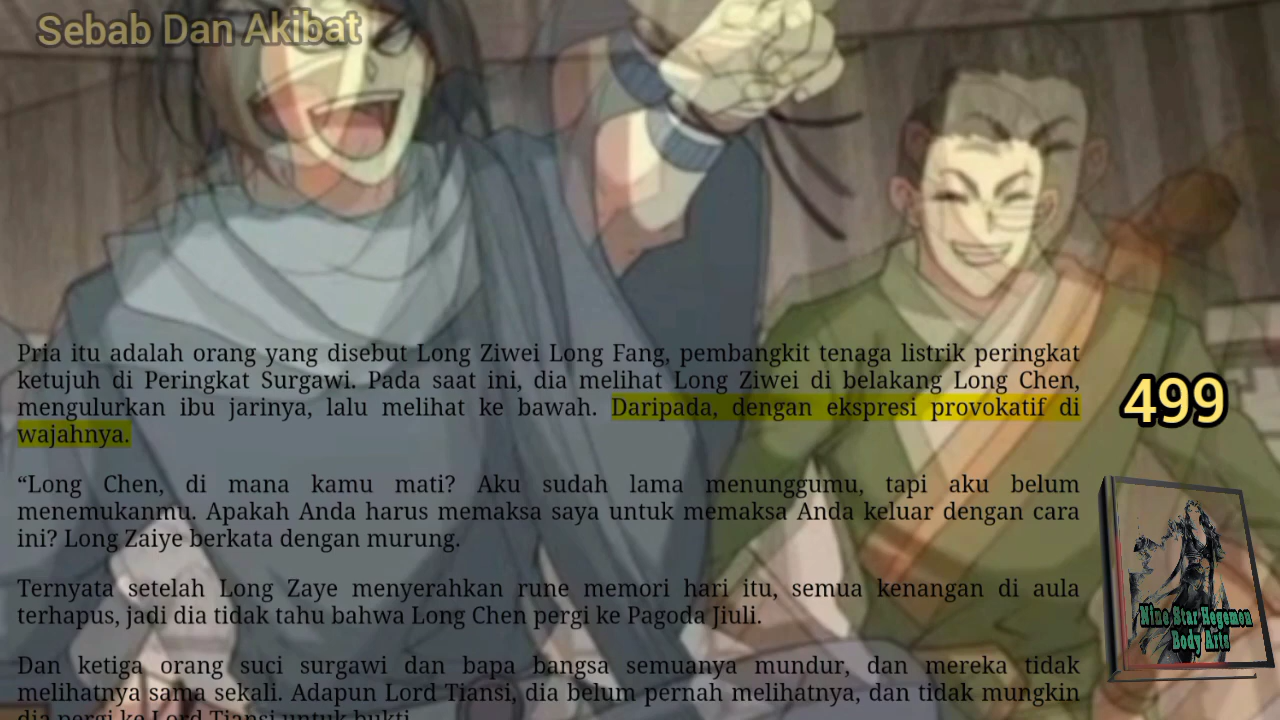 Sebab Dan Akibat
Pria itu adalah orang yang disebut Long Ziwei Long Fang, pembangkit tenaga listrik peringkat
ketujuh di Peringkat Surgawi. Pada saat ini, dia melihat Long Ziwei di belakang Long Chen,
mengulurkan ibu jarinya, lalu melihat ke bawah. Daripada, dengan ekspresi provokatif di
wajahnya.
“Long Chen, di mana kamu mati? Aku sudah lama menunggumu, tapi aku belum
menemukanmu. Apakah Anda harus memaksa saya untuk memaksa Anda keluar dengan cara
ini? Long Zaiye berkata dengan murung.
Ternyata setelah Long Zaye menyerahkan rune memori hari itu, semua kenangan di aula
terhapus, jadi dia tidak tahu bahwa Long Chen pergi ke Pagoda Jiuli.
Dan ketiga orang suci surgawi dan bapa bangsa semuanya mundur, dan mereka tidak
melihatnya sama sekali. Adapun Lord Tiansi, dia belum pernah melihatnya, dan tidak mungkin
dia pergi ke Lord Tiansi untuk bukti.
499
Nine Star Hegemon
Body Arts